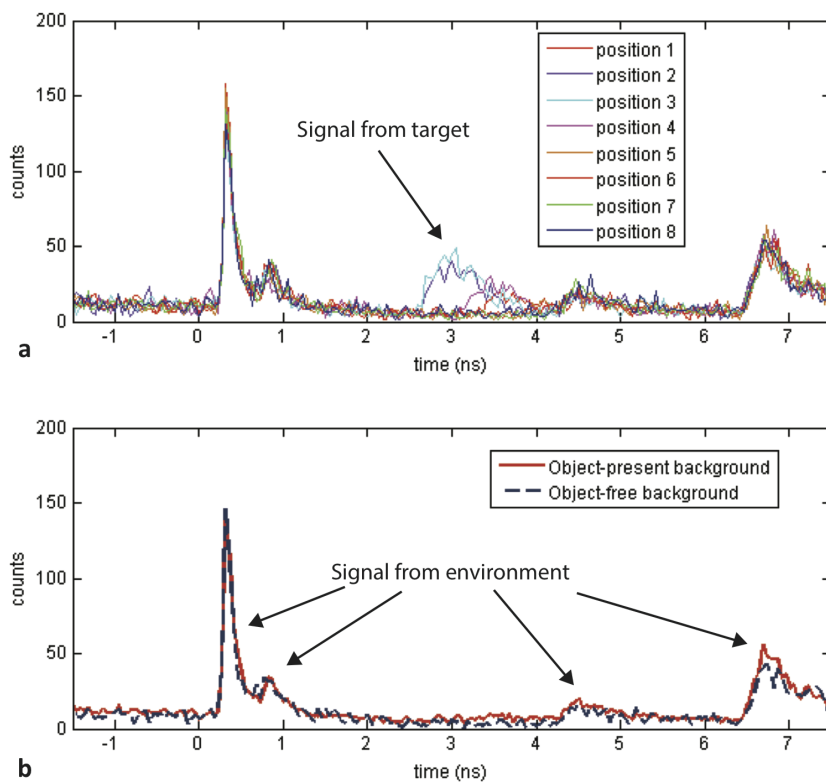 200
150
100
50
0
counts
-1
0
1
2
3
4
5
6
7
time (ns)
Signal from target
position 1
position 2
position 3
position 4
position 5
position 6
position 7
position 8
a
200
150
100
50
0
counts
-1
0
1
2
3
4
5
6
7
time (ns)
Object-present background
Object-free background
Signal from environment
b